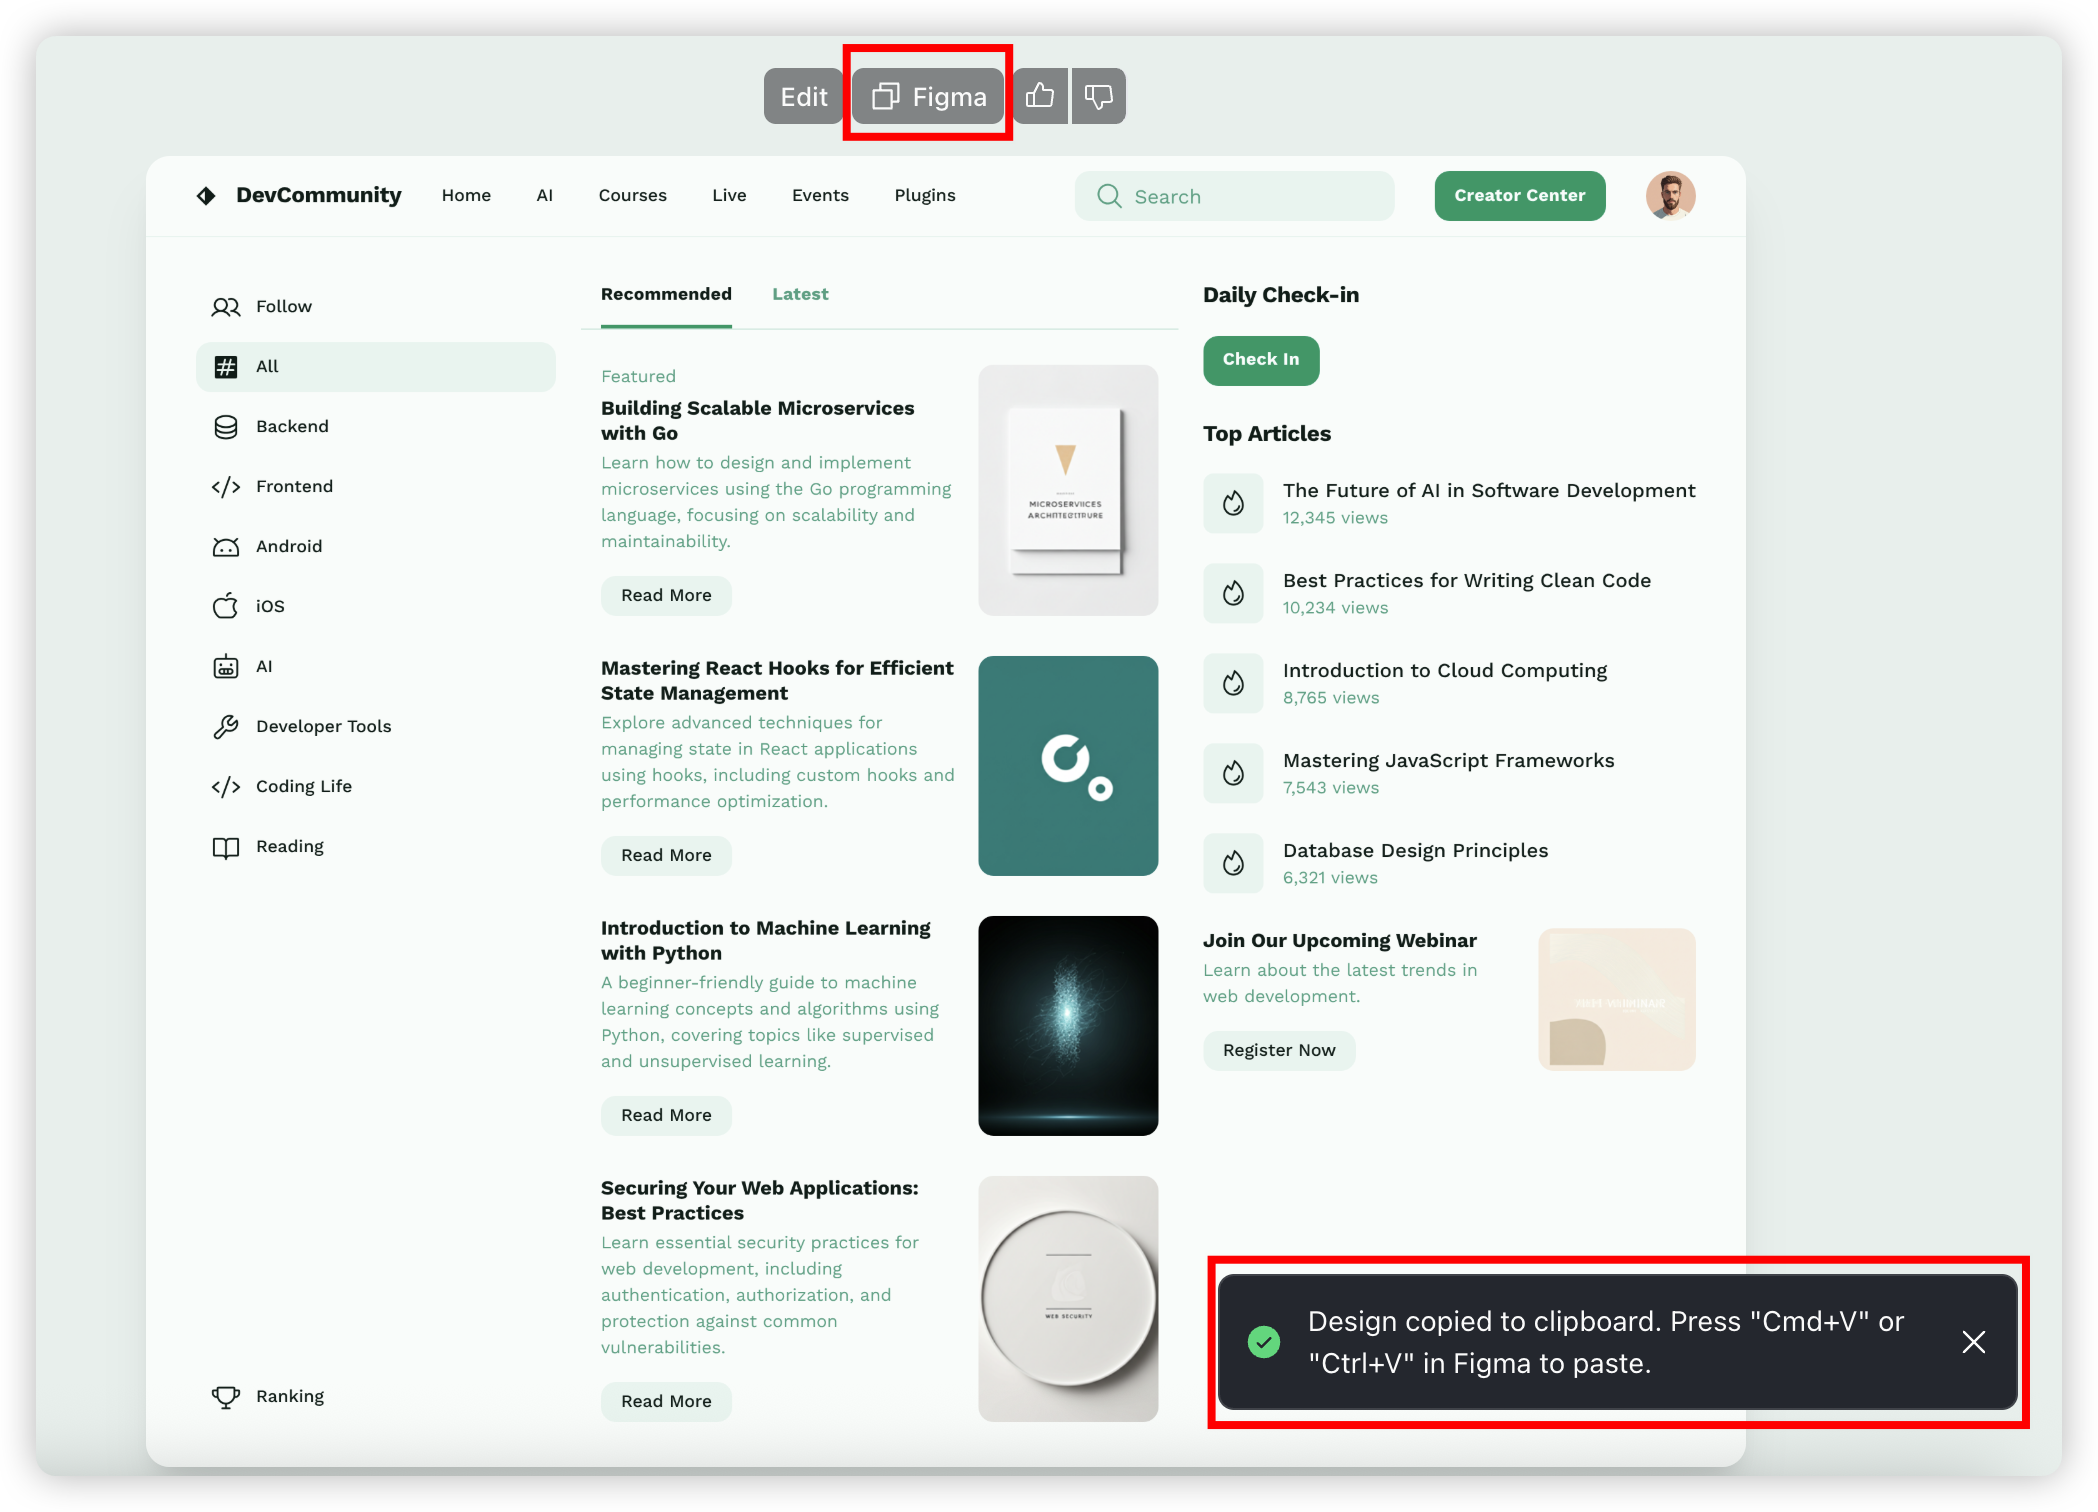 Edit
Figma
DevCommunity
Home
AI
Courses
Live
Events
Plugins
Search
Creator Center
Follow
All
Backend
Frontend
Android
iOS
AI
Developer Tools
Coding Life
Reading
Ranking
Recommended
Latest
Featured
Building Scalable Microservices
with Go
Learn how to design and implement
microservices using the Go programming
language, focusing on scalability and
maintainability.
Read More
MICROSERVIICES
Mastering React Hooks for Efficient
State Management
Explore advanced techniques for
managing state in React applications
using hooks, including custom hooks and
performance optimization.
Read More
Introduction to Machine Learning
with Python
A beginner-friendly guide to machine
learning concepts and algorithms using
Python, covering topics like supervised
and unsupervised learning.
Read More
Securing Your Web Applications:
Best Practices
Learn essential security practices for
web development, including
authentication, authorization, and
protection against common
vulnerabilities.
Read More
WEB SECURITY
Daily Check-in
Check In
Top Articles
The Future of AI in Software Development
12,345 views
Best Practices for Writing Clean Code
10,234 views
Introduction to Cloud Computing
8,765 views
Mastering JavaScript Frameworks
7,543 views
Database Design Principles
6,321 views
Join Our Upcoming Webinar
Learn about the latest trends in
web development.
Register Now
Design copied to clipboard. Press "Cmd+V" or
"Ctrl+V" in Figma to paste.